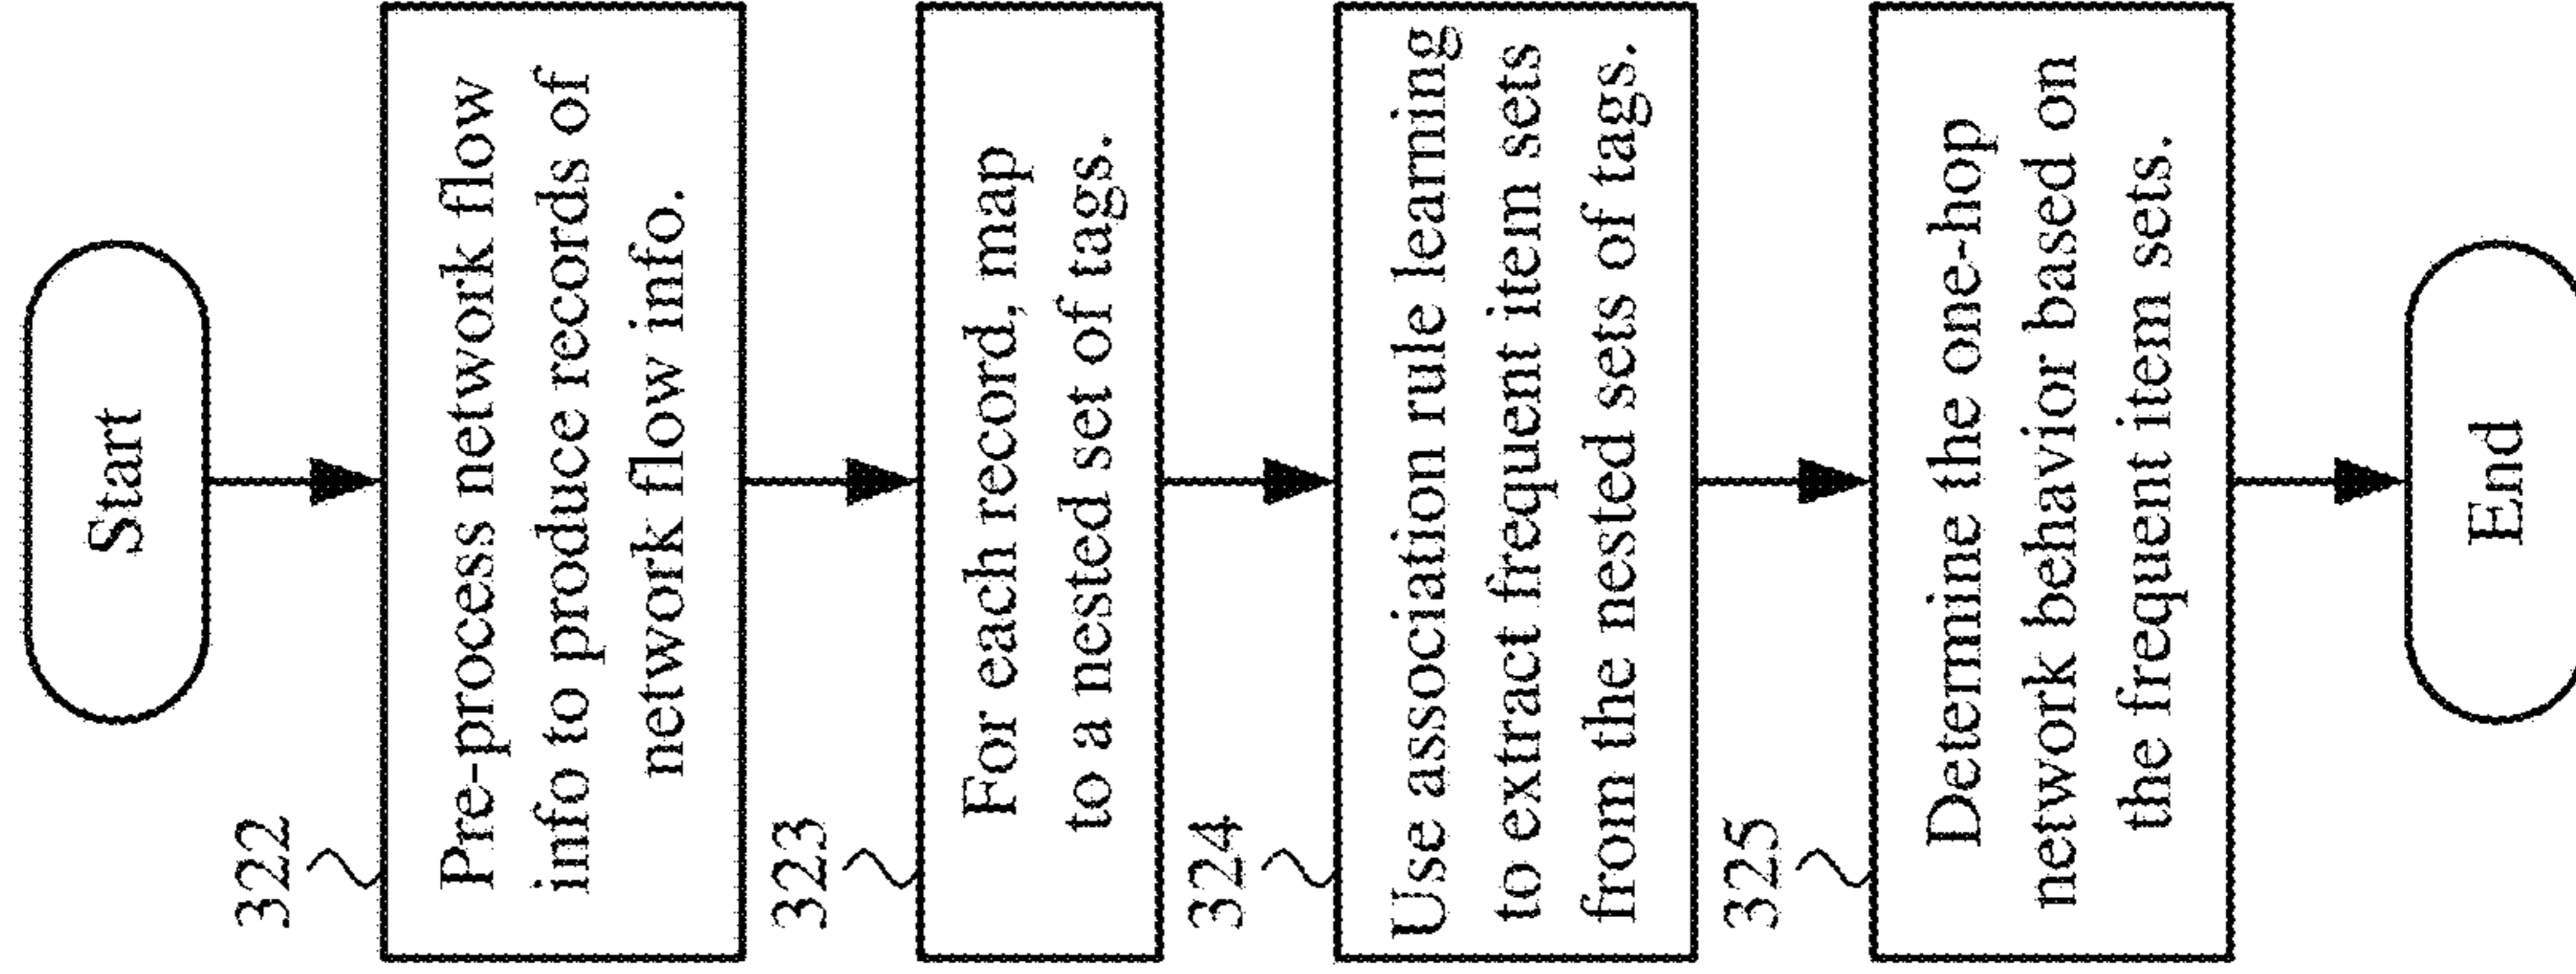 Start
322
Pre-process network flow
info to produce records of
network flow info.
323
For each record, map
to a nested set of tags.
324
Use association rule learning
to extract frequent item sets
from the nested sets of tags.
325
Determine the one-hop
network behavior based on
the frequent item sets.
End